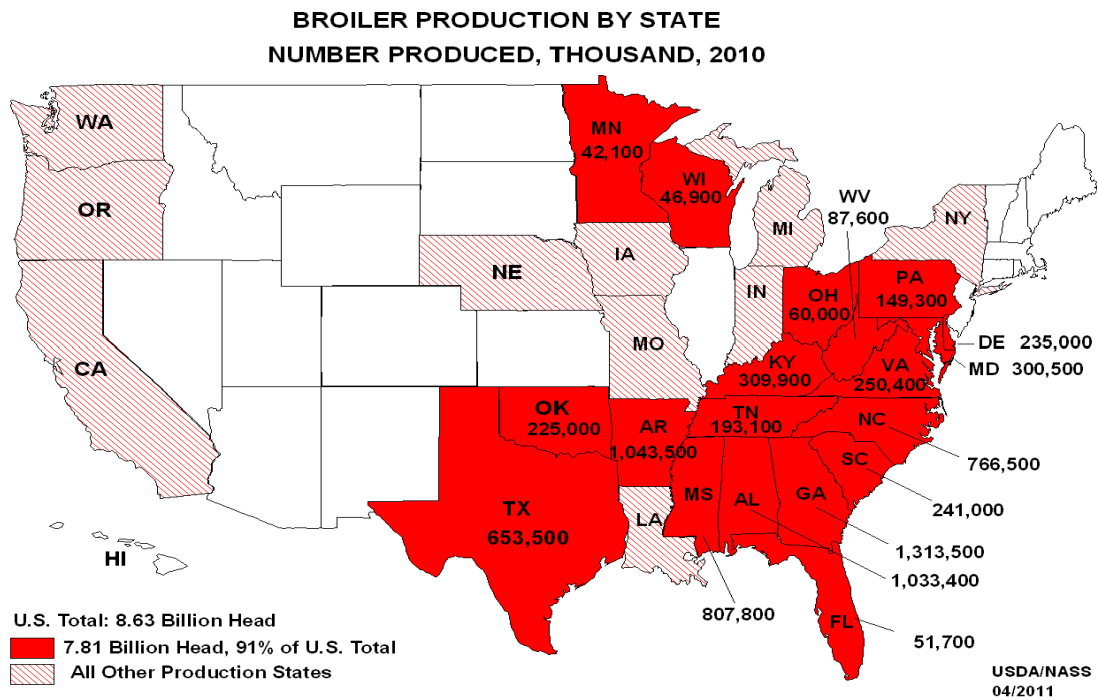 BROILER PRODUCTION BY STATE
NUMBER PRODUCED, THOUSAND, 2010
WA
OR
CA
HI
NE
IA
MO
LA
IN
MI
NY
MN
42,100
WI
46,900
WV
87,600
OH
60,000
PA
149,300
DE 235,000
MD 300,500
KY
309,900
VA
250,400
TN
193,100
NC
766,500
SC
241,000
OK
225,000
AR
1,043,500
TX
653,500
MS
807,800
AL
1,033,400
GA
1,313,500
FL
51,700
U.S. Total: 8.63 Billion Head
7.81 Billion Head, 91% of U.S. Total
All Other Production States
USDA/NASS
04/2011